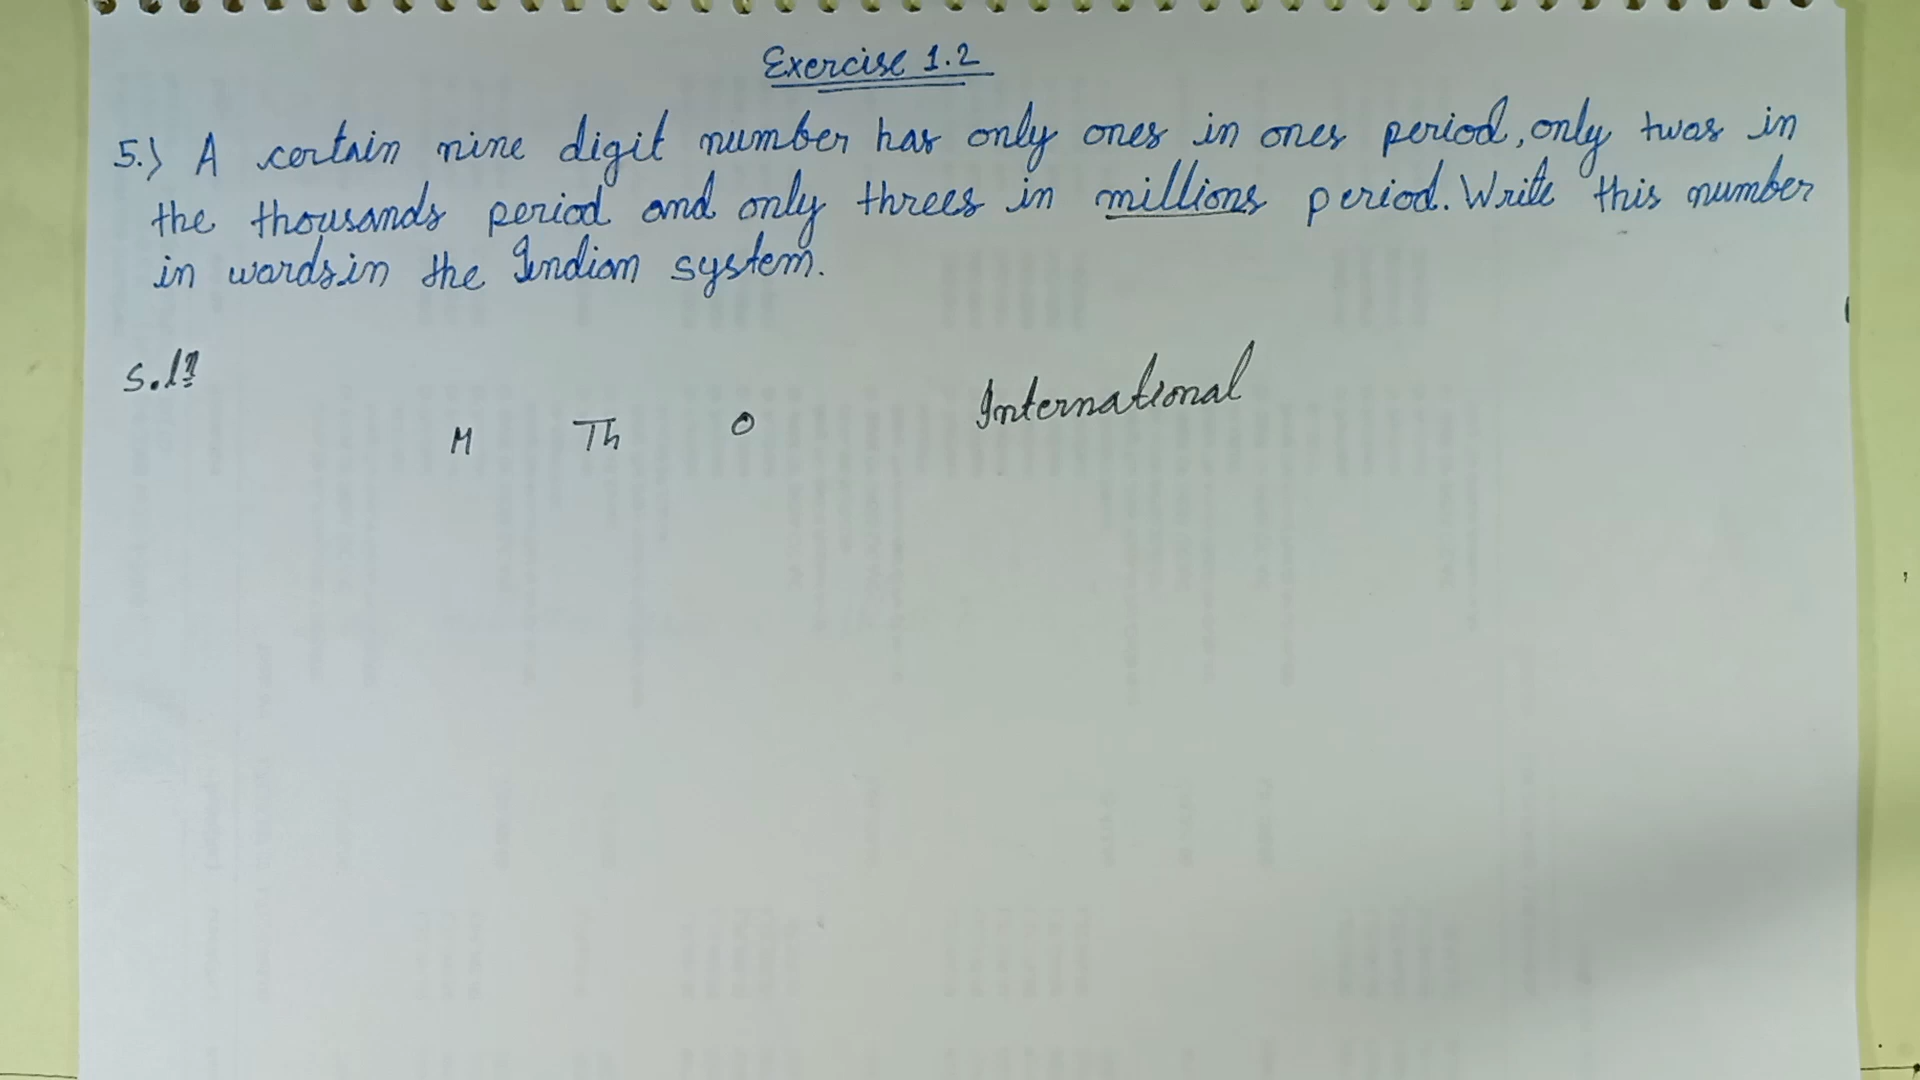 Exercise 1.2
5.) A certain nine digit number has only ones in ones period, only twos in
the thousands period and only threes in millions period. Write this number
in words in the Indian system.
Soln
International
M Th O